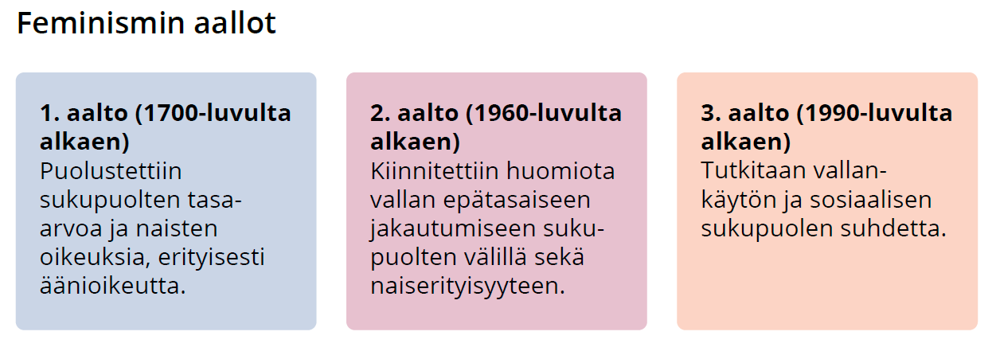 Feminismin aallot
1. aalto (1700-luvulta
alkaen)
Puolustettiin
sukupuolten tasa-
arvoa ja naisten
oikeuksia, erityisesti
äänioikeutta.
2. aalto (1960-luvulta
alkaen)
Kiinnitettiin huomiota
vallan epätasaiseen
jakautumiseen suku-
puolten välillä sekä
naiserityisyyteen.
3. aalto (1990-luvulta
alkaen)
Tutkitaan vallan-
käytön ja sosiaalisen
sukupuolen suhdetta.